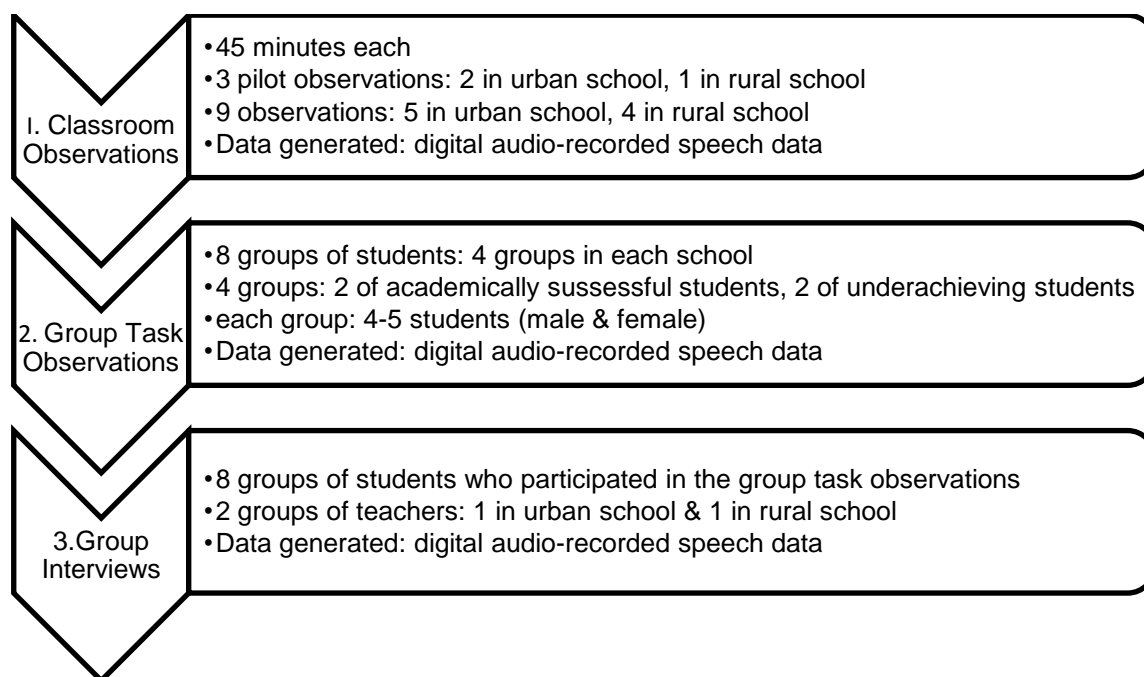 1. Classroom
Observations
•45 minutes each
•3 pilot observations: 2 in urban school, 1 in rural school
•9 observations: 5 in urban school, 4 in rural school
•Data generated: digital audio-recorded speech data
2. Group Task
Observations
•8 groups of students: 4 groups in each school
•4 groups: 2 of academically sussessful students, 2 of underachieving students
•each group: 4-5 students (male & female)
•Data generated: digital audio-recorded speech data
3.Group
Interviews
•8 groups of students who participated in the group task observations
•2 groups of teachers: 1 in urban school & 1 in rural school
•Data generated: digital audio-recorded speech data